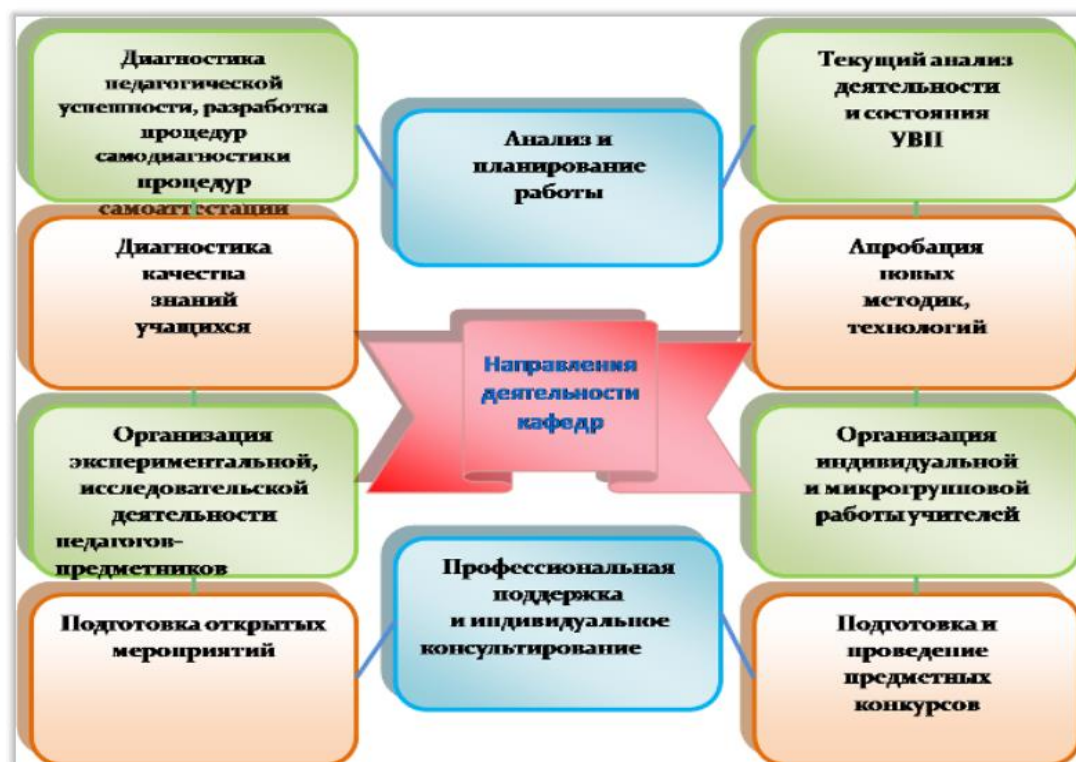 Диагностика
педагогической
успешности, разработка
процедур
самодиагностики
процедур
самоаттестации
Анализ и
планирование
работы
Текущий анализ
деятельности
и состояния
УВП
Диагностика
качества
знаний
учащихся
Апробация
новых
методик,
технологий
Направления
деятельности
кафедр
Организация
экспериментальной,
исследовательской
деятельности
педагогов-
предметников
Организация
индивидуальной
и микрогрупповой
работы учителей
Профессиональная
поддержка
и индивидуальное
консультирование
Подготовка открытых
мероприятий
Подготовка и
проведение
предметных
конкурсов